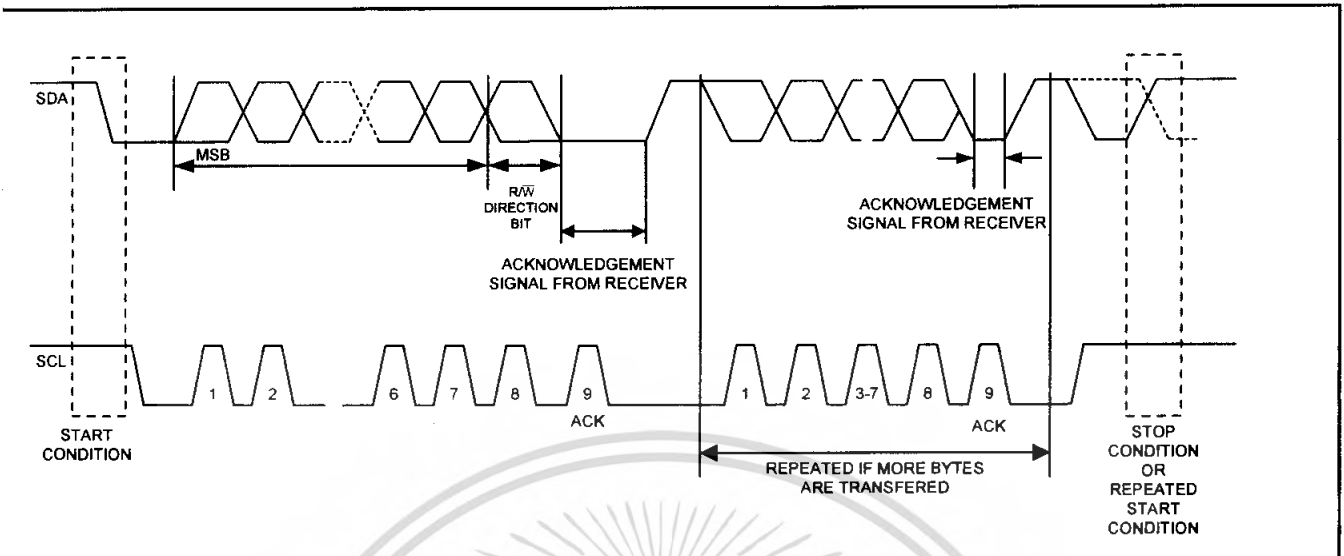 SDA
MSB
R/W̅
DIRECTION
BIT
ACKNOWLEDGEMENT
SIGNAL FROM RECEIVER
ACKNOWLEDGEMENT
SIGNAL FROM RECEIVER
SCL
1 2 6 7 8 9 1 2 3-7 8 9
ACK ACK
START
CONDITION
REPEATED IF MORE BYTES
ARE TRANSFERED
STOP
CONDITION
OR
REPEATED
START
CONDITION